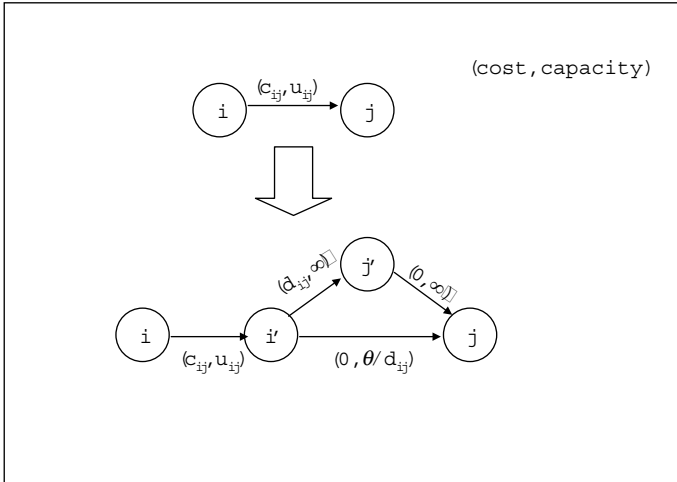 (cost,capacity)
(c_ij,u_ij)
i
j
(d_ij,∞)
j'
(0,∞)
i
i'
j
(c_ij,u_ij)
(0,θ/d_ij)